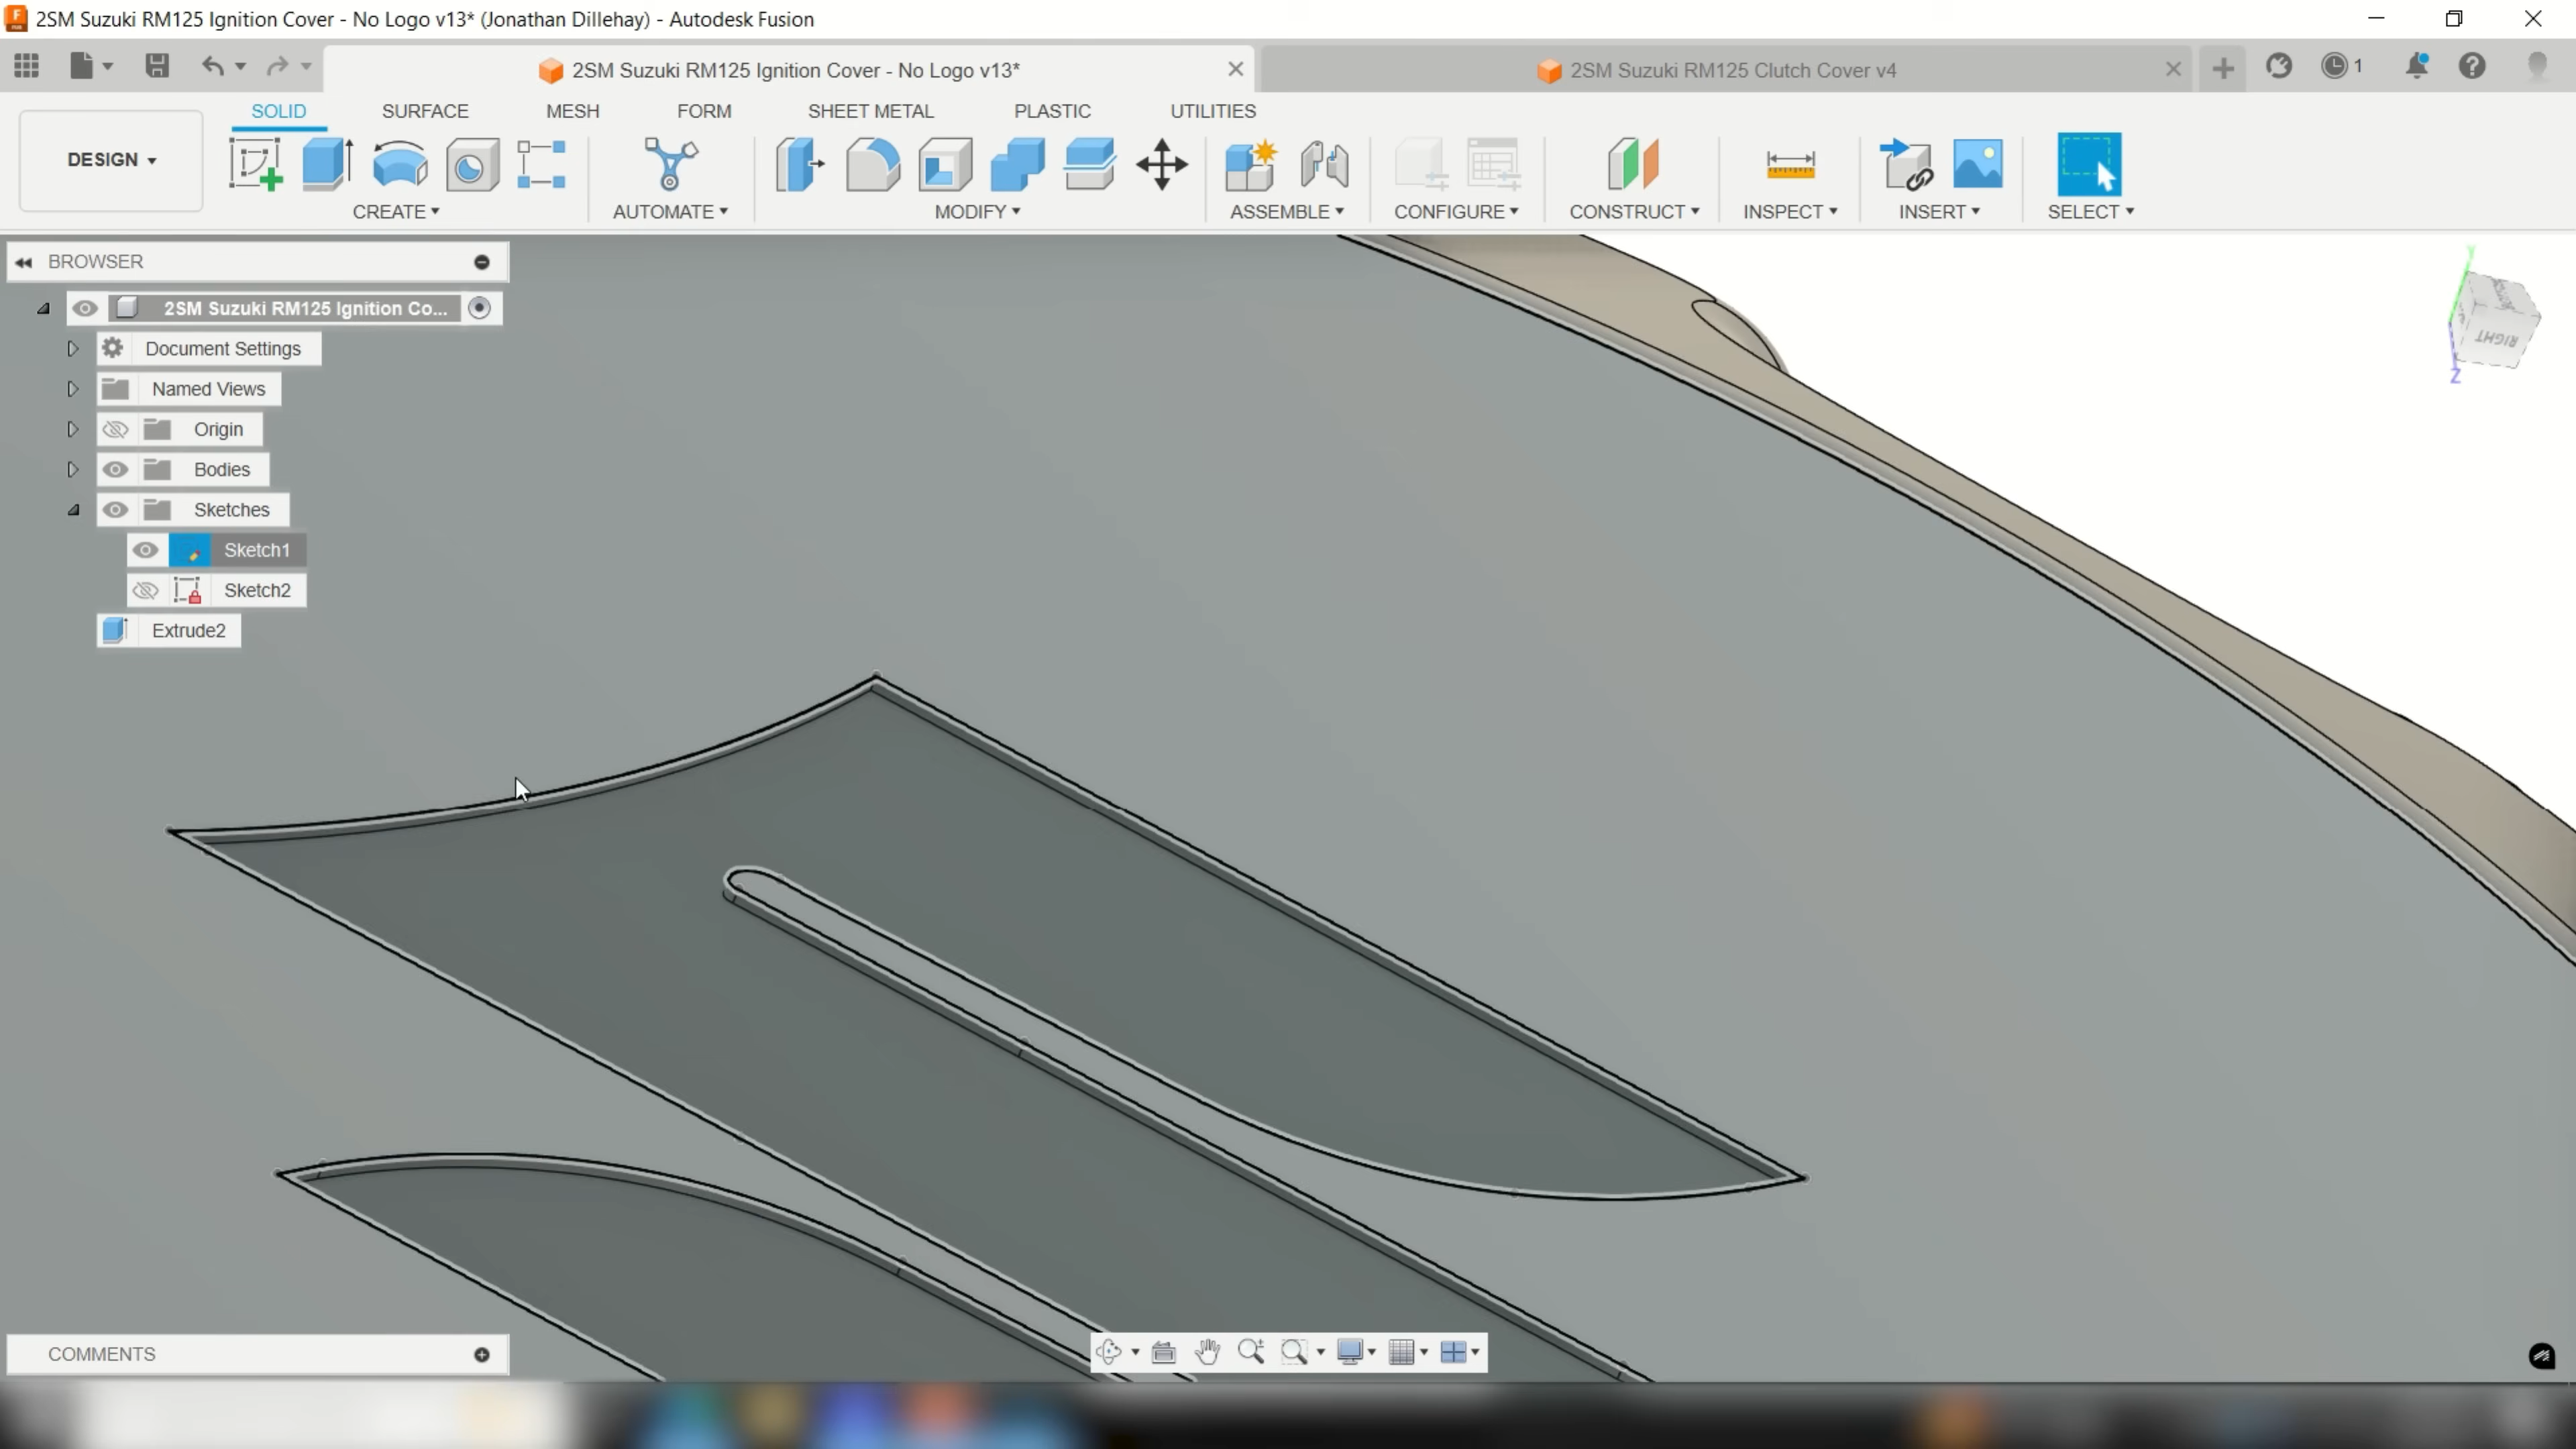 2SM Suzuki RM125 Ignition Cover - No Logo v13* (Jonathan Dillehay) - Autodesk Fusion
2SM Suzuki RM125 Ignition Cover - No Logo v13*
2SM Suzuki RM125 Clutch Cover v4
1
SOLID SURFACE MESH FORM SHEET METAL PLASTIC UTILITIES
DESIGN
CREATE AUTOMATE MODIFY ASSEMBLE CONFIGURE CONSTRUCT INSPECT INSERT SELECT
BROWSER
2SM Suzuki RM125 Ignition Co...
Document Settings
Named Views
Origin
Bodies
Sketches
Sketch1
Sketch2
Extrude2
Y
RIGHT
Z
COMMENTS